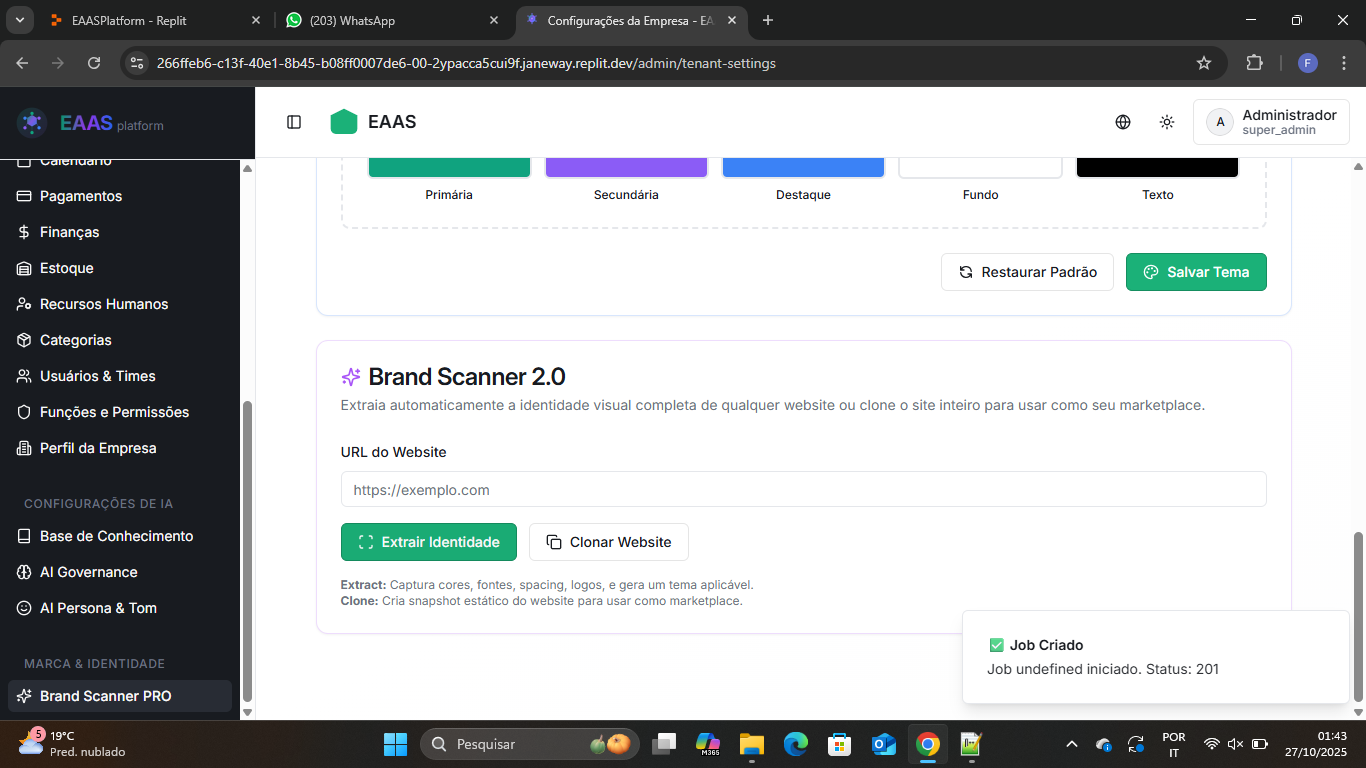 EAASPlatform - Replit
(203) WhatsApp
Configurações da Empresa - EA
266ffeb6-c13f-40e1-8b45-b08ff0007de6-00-2ypacca5cui9f.janeway.replit.dev/admin/tenant-settings
F
EAAS platform
EAAS
A
Administrador
super_admin
Calendário
Pagamentos
Finanças
Estoque
Recursos Humanos
Categorias
Usuários & Times
Funções e Permissões
Perfil da Empresa
CONFIGURAÇÕES DE IA
Base de Conhecimento
AI Governance
AI Persona & Tom
MARCA & IDENTIDADE
Brand Scanner PRO
Primária
Secundária
Destaque
Fundo
Texto
Restaurar Padrão
Salvar Tema
Brand Scanner 2.0
Extraia automaticamente a identidade visual completa de qualquer website ou clone o site inteiro para usar como seu marketplace.
URL do Website
https://exemplo.com
Extrair Identidade
Clonar Website
Extract: Captura cores, fontes, spacing, logos, e gera um tema aplicável.
Clone: Cria snapshot estático do website para usar como marketplace.
Job Criado
Job undefined iniciado. Status: 201
5
19°C
Pred. nublado
Pesquisar
M365
POR
IT
01:43
27/10/2025